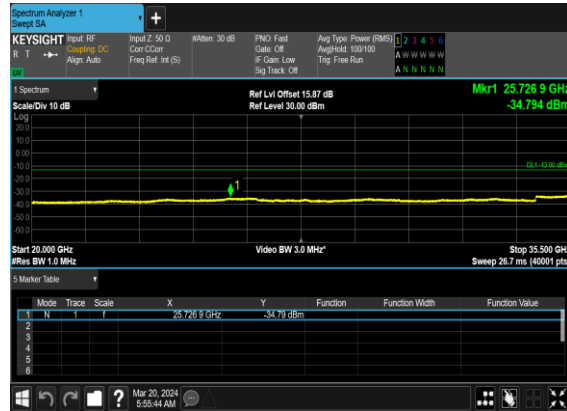 Spectrum Analyzer 1
Swept SA
+
KEYSIGHT Input: RF Input Z: 50 Ω #Atten: 30 dB PNO: Fast Avg Type: Power (RMS) 1 2 3 4 5 6
R T Coupling: DC Corr CCorr Gate: Off Avg|Hold: 100/100 A W W W W W
Align: Auto Freq Ref: Int (S) IF Gain: Low Trig: Free Run A N N N N N
Sig Track: Off
1 Spectrum Ref Lvl Offset 15.87 dB Mkr1 25.726 9 GHz
Scale/Div 10 dB Ref Level 30.00 dBm -34.794 dBm
Log
20.0
10.0
0.00
-10.0 DL1 -13.00 dBm
-20.0
-30.0 1
-40.0
-50.0
-60.0
Start 20.000 GHz Video BW 3.0 MHz* Stop 35.500 GHz
#Res BW 1.0 MHz Sweep 26.7 ms (40001 pts)
5 Marker Table
Mode Trace Scale X Y Function Function Width Function Value
1 N 1 f 25.726 9 GHz -34.79 dBm
2
3
4
5
6
? Mar 20, 2024
5:55:44 AM